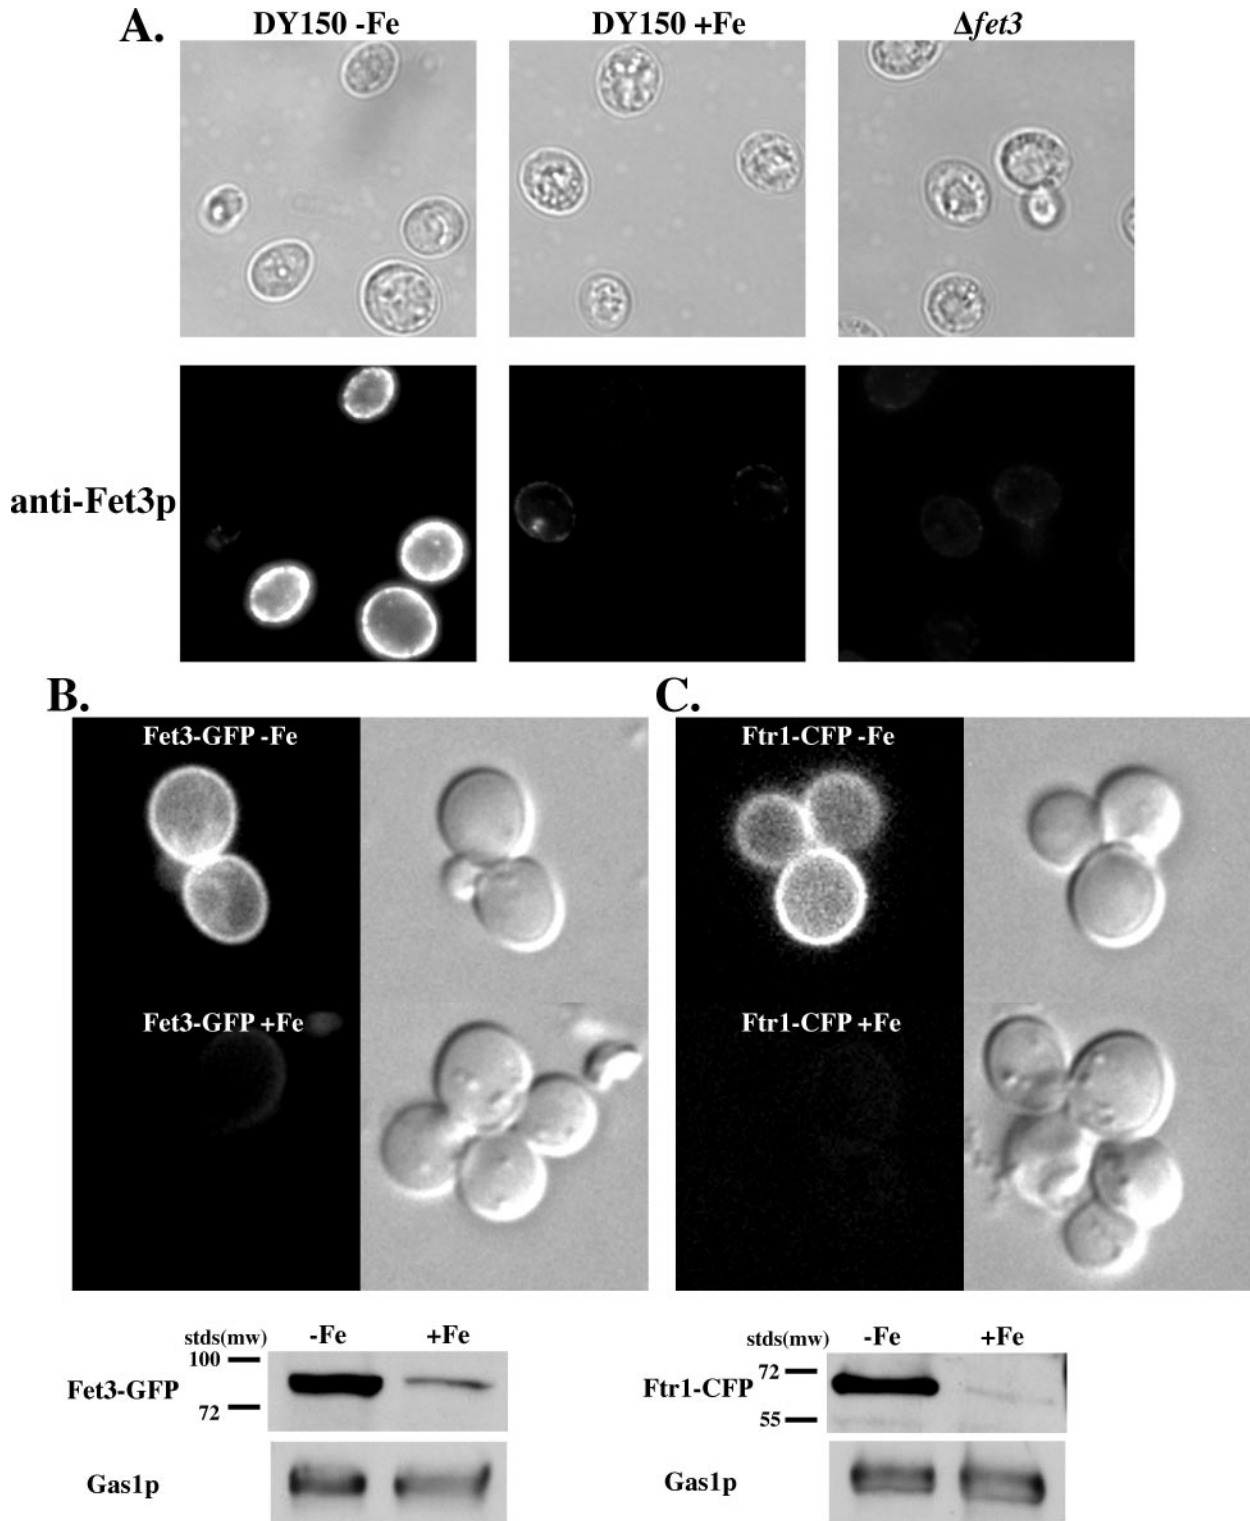 A.
DY150 -Fe
DY150 +Fe
Δfet3
anti-Fet3p
B.
C.
Fet3-GFP -Fe
Ftr1-CFP -Fe
Fet3-GFP +Fe
Ftr1-CFP +Fe
stds(mw)
-Fe
+Fe
100
Fet3-GFP
72
Gas1p
stds(mw)
-Fe
+Fe
72
Ftr1-CFP
55
Gas1p